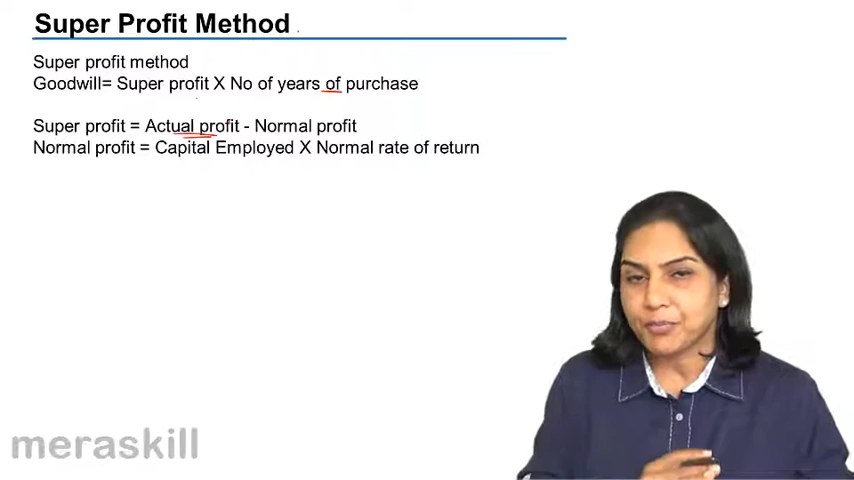 Super Profit Method
Super profit method
Goodwill= Super profit X No of years of purchase
Super profit = Actual profit - Normal profit
Normal profit = Capital Employed X Normal rate of return
meraskill